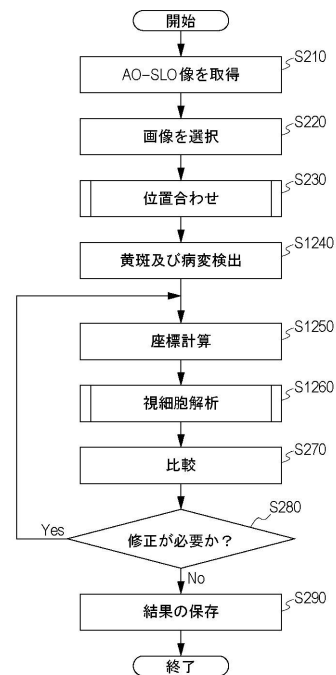 開始
S210
AO-SLO像を取得
S220
画像を選択
S230
位置合わせ
S1240
黄斑及び病変検出
S1250
座標計算
S1260
視細胞解析
S270
比較
S280
Yes
修正が必要か？
No
S290
結果の保存
終了